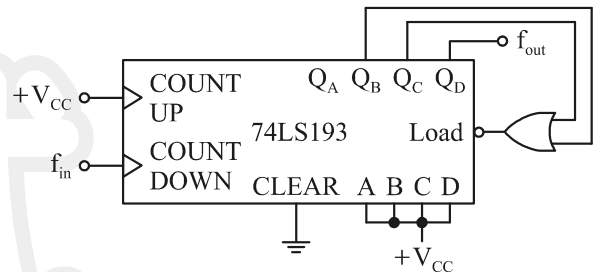 Q_A Q_B Q_C Q_D
f_out
+V_CC
COUNT
UP
74LS193
Load
f_in
COUNT
DOWN
CLEAR
A B C D
+V_CC